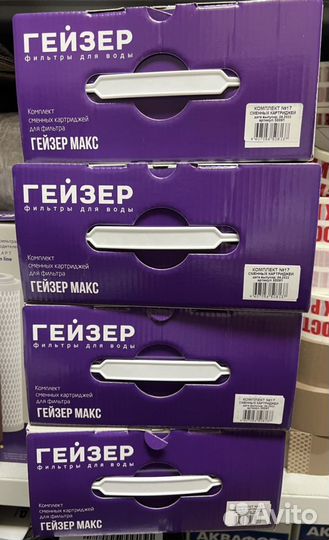 ГЕЙЗЕР
фильтры для воды
Комплект
сменных картриджей
для фильтра
ГЕЙЗЕР МАКС
КОМПЛЕКТ №17
СМЕННЫХ КАРТРИДЖЕЙ
ГЕЙЗЕР
фильтры для воды
Комплект
сменных картриджей
для фильтра
ГЕЙЗЕР МАКС
КОМПЛЕКТ №17
СМЕННЫХ КАРТРИДЖЕЙ
ГЕЙЗЕР
фильтры для воды
Комплект
сменных картриджей
для фильтра
ГЕЙЗЕР МАКС
КОМПЛЕКТ №17
СМЕННЫХ КАРТРИДЖЕЙ
ГЕЙЗЕР
фильтры для воды
Комплект
сменных картриджей
для фильтра
ГЕЙЗЕР МАКС
Avito